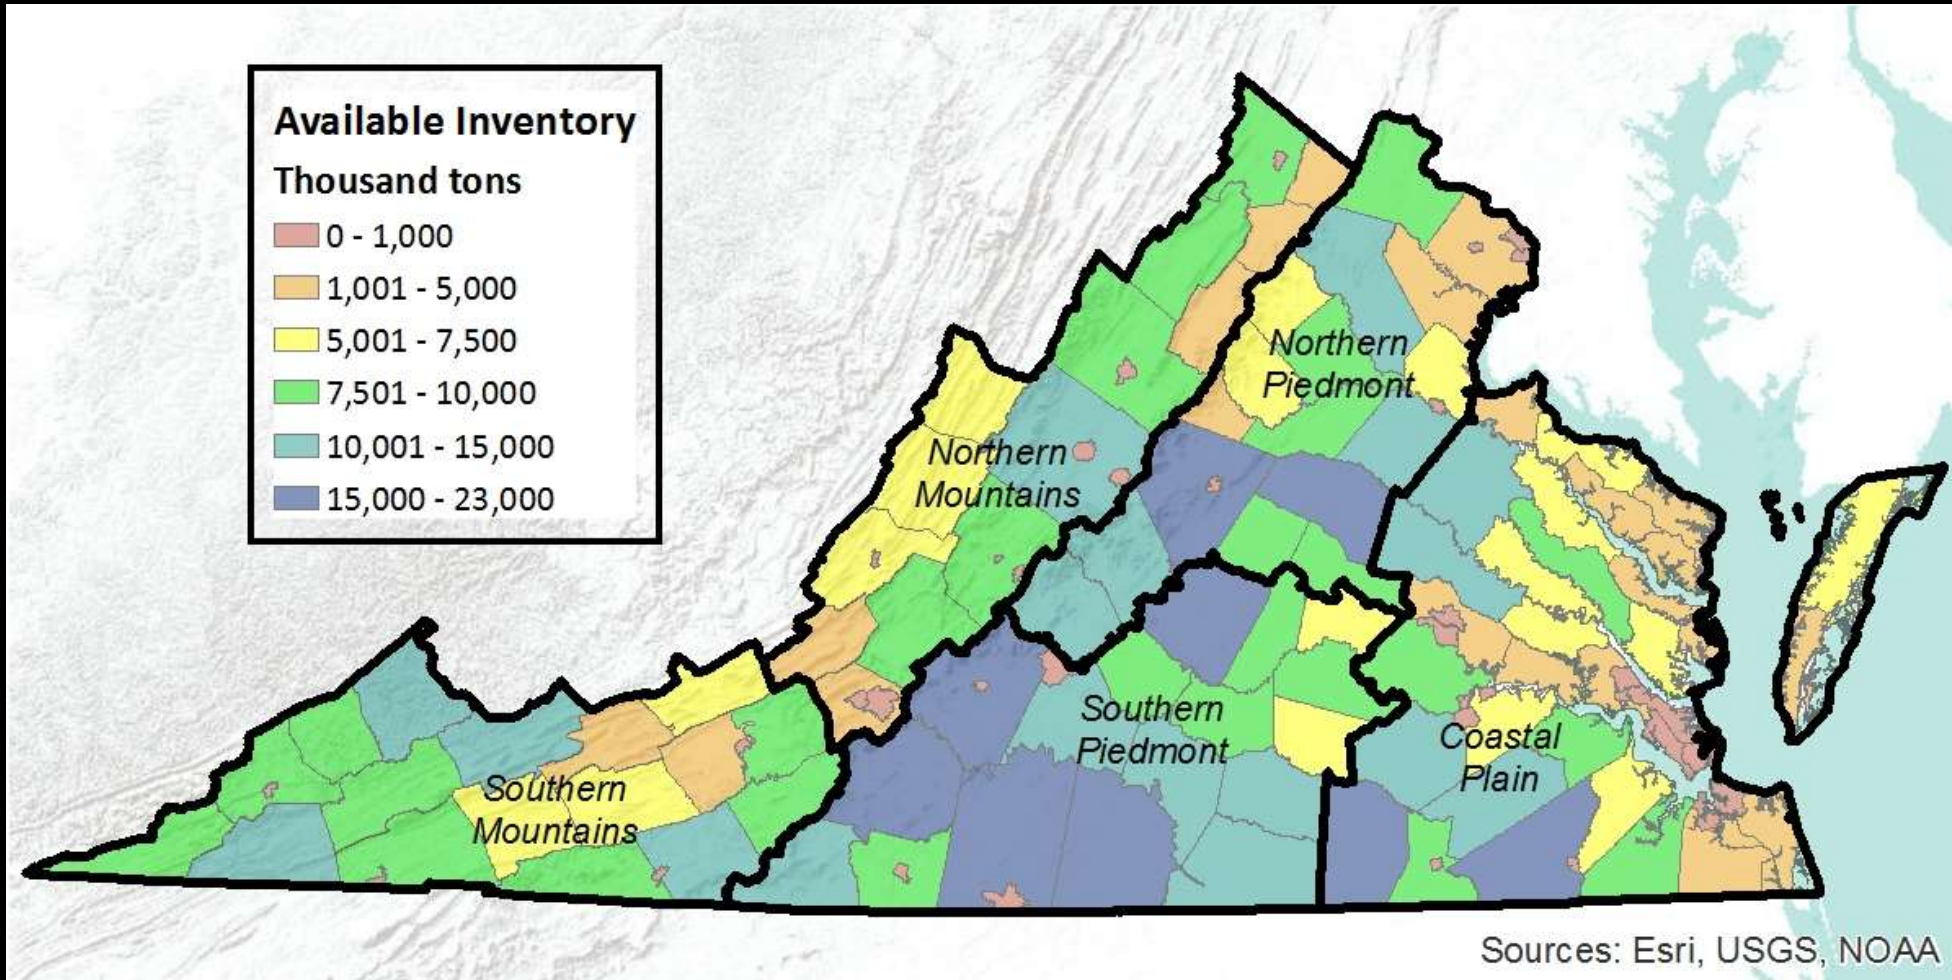 Available Inventory
Thousand tons
0 - 1,000
1,001 - 5,000
5,001 - 7,500
7,501 - 10,000
10,001 - 15,000
15,000 - 23,000
Northern
Piedmont
Northern
Mountains
Southern
Piedmont
Coastal
Plain
Southern
Mountains
Sources: Esri, USGS, NOAA